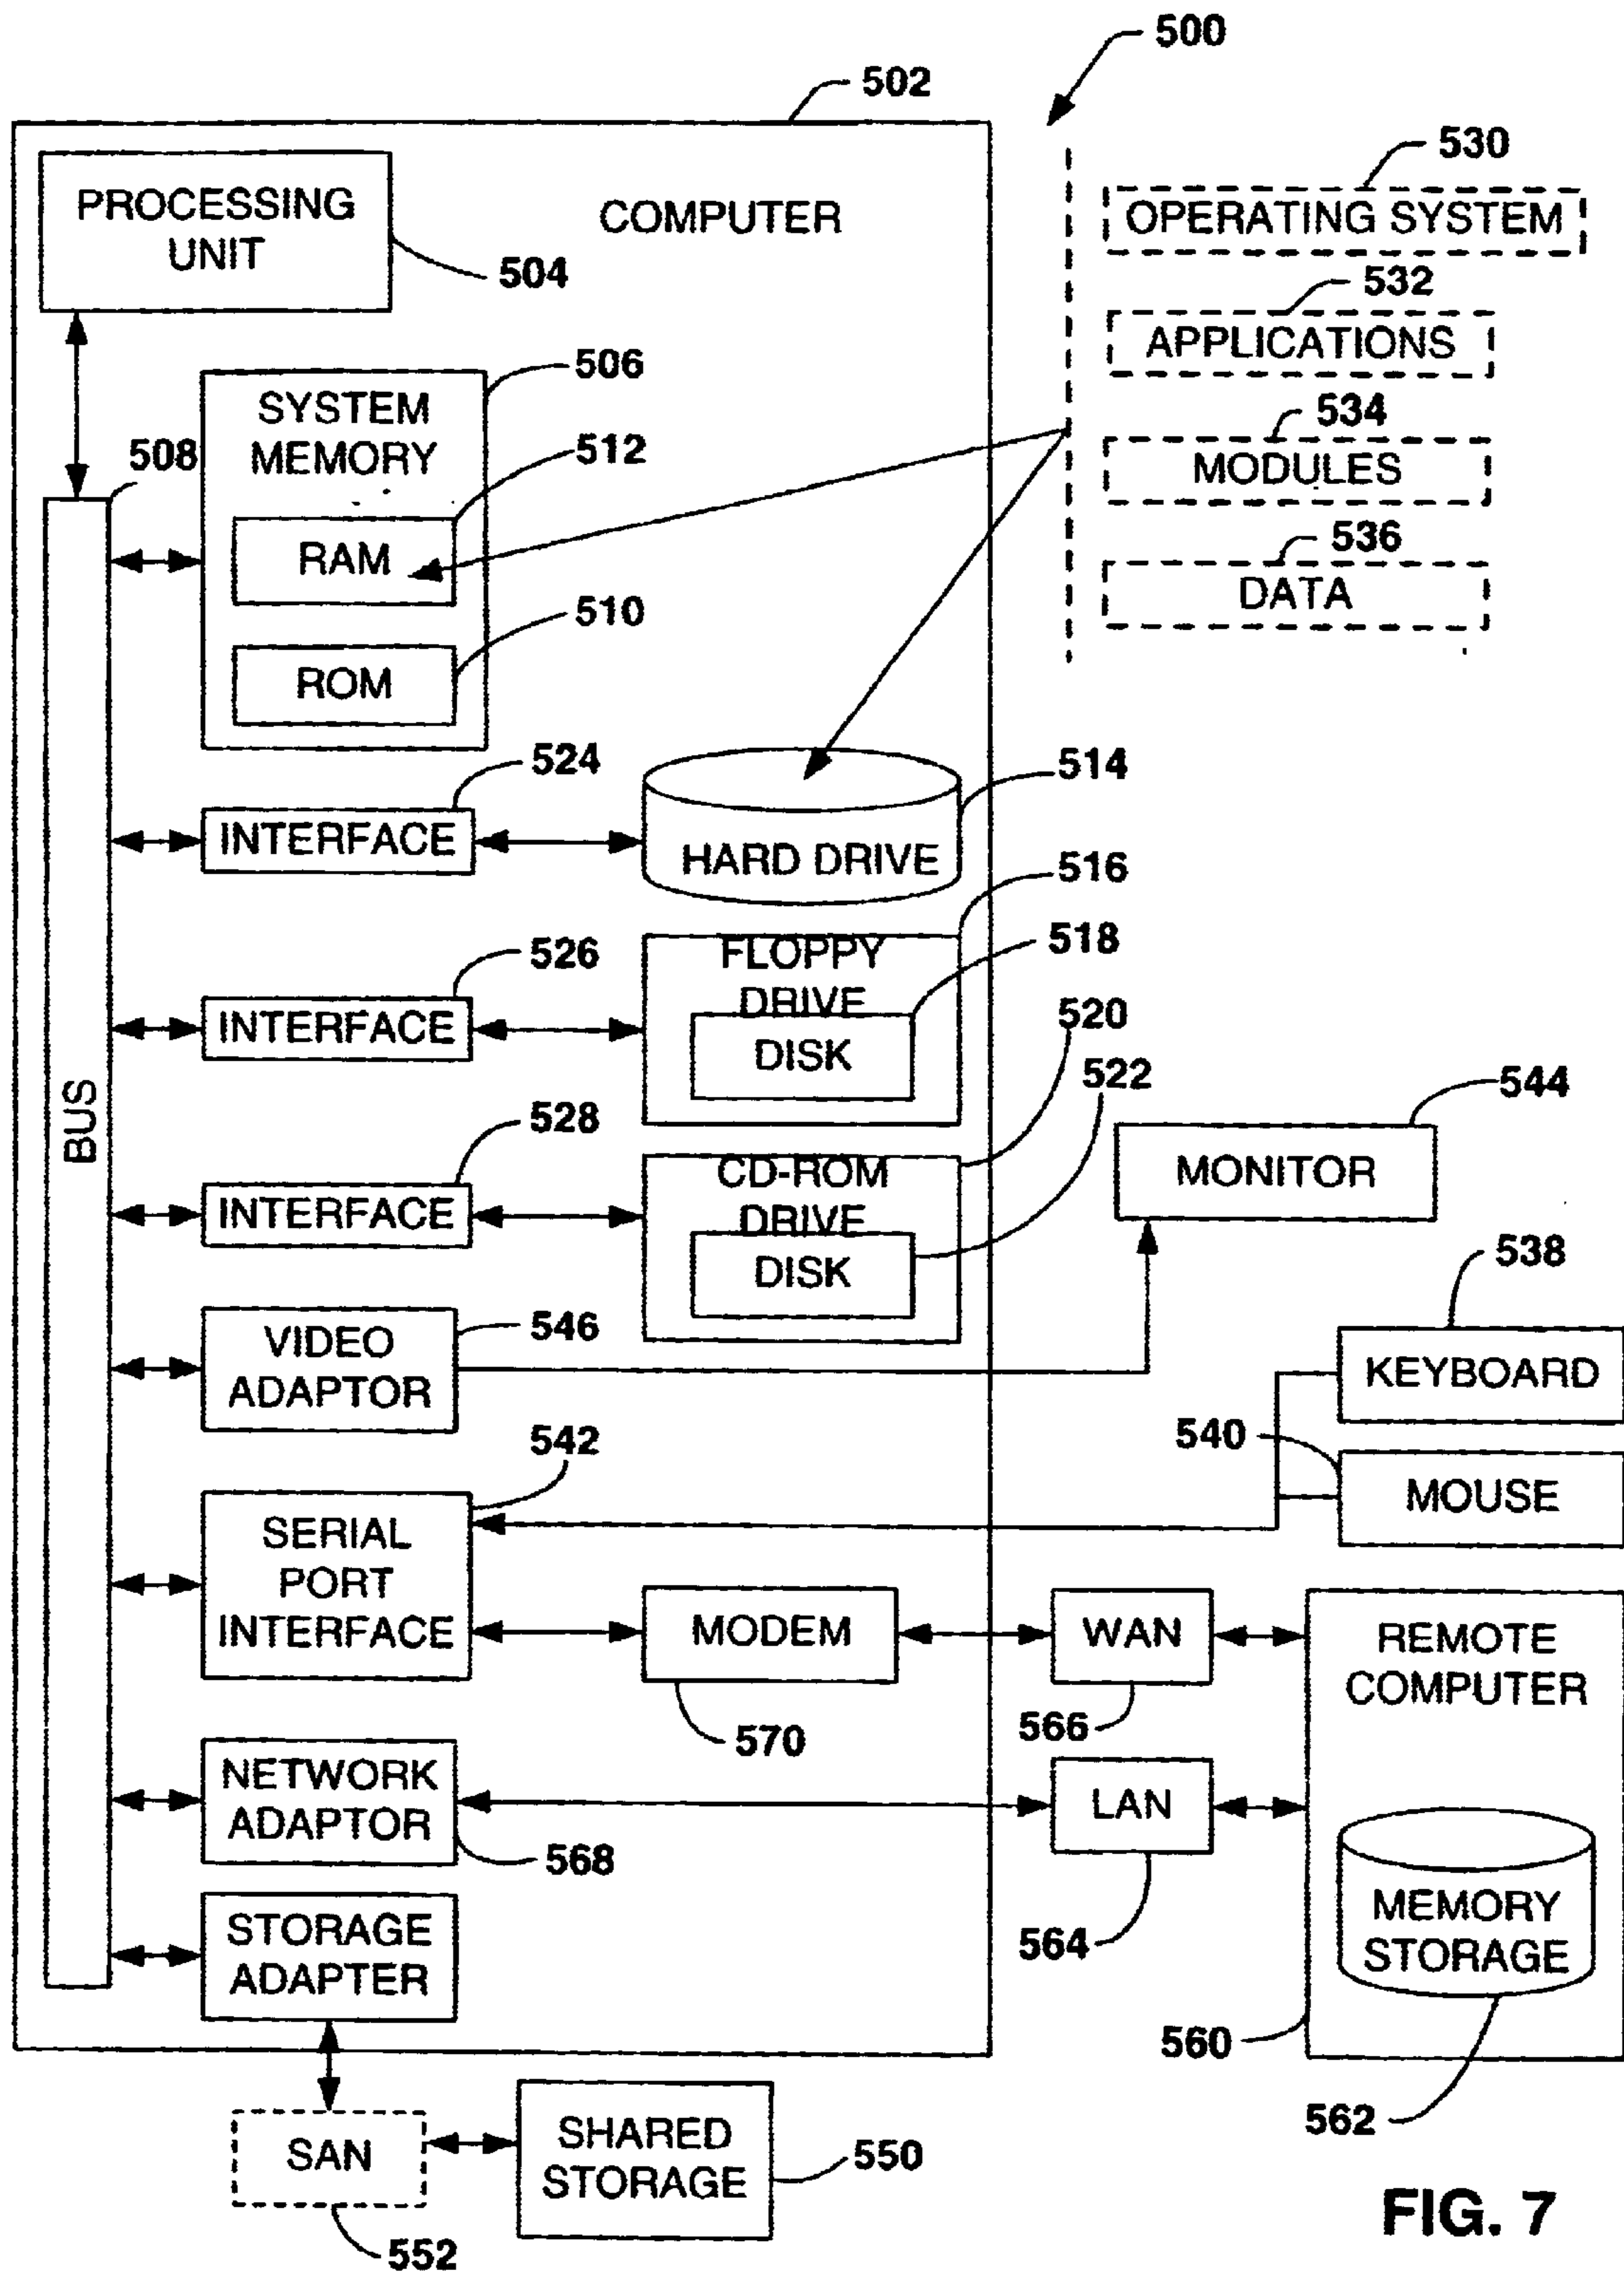 500
502
PROCESSING
UNIT
504
COMPUTER
530
OPERATING SYSTEM
532
APPLICATIONS
534
MODULES
536
DATA
506
SYSTEM
MEMORY
512
RAM
510
ROM
508
BUS
524
INTERFACE
514
HARD DRIVE
516
526
INTERFACE
FLOPPY
DRIVE
518
DISK
520
522
528
INTERFACE
CD-ROM
DRIVE
DISK
544
MONITOR
546
VIDEO
ADAPTOR
538
KEYBOARD
540
MOUSE
542
SERIAL
PORT
INTERFACE
MODEM
570
WAN
566
REMOTE
COMPUTER
NETWORK
ADAPTOR
568
LAN
564
MEMORY
STORAGE
560
562
STORAGE
ADAPTER
SAN
552
SHARED
STORAGE
550
FIG. 7